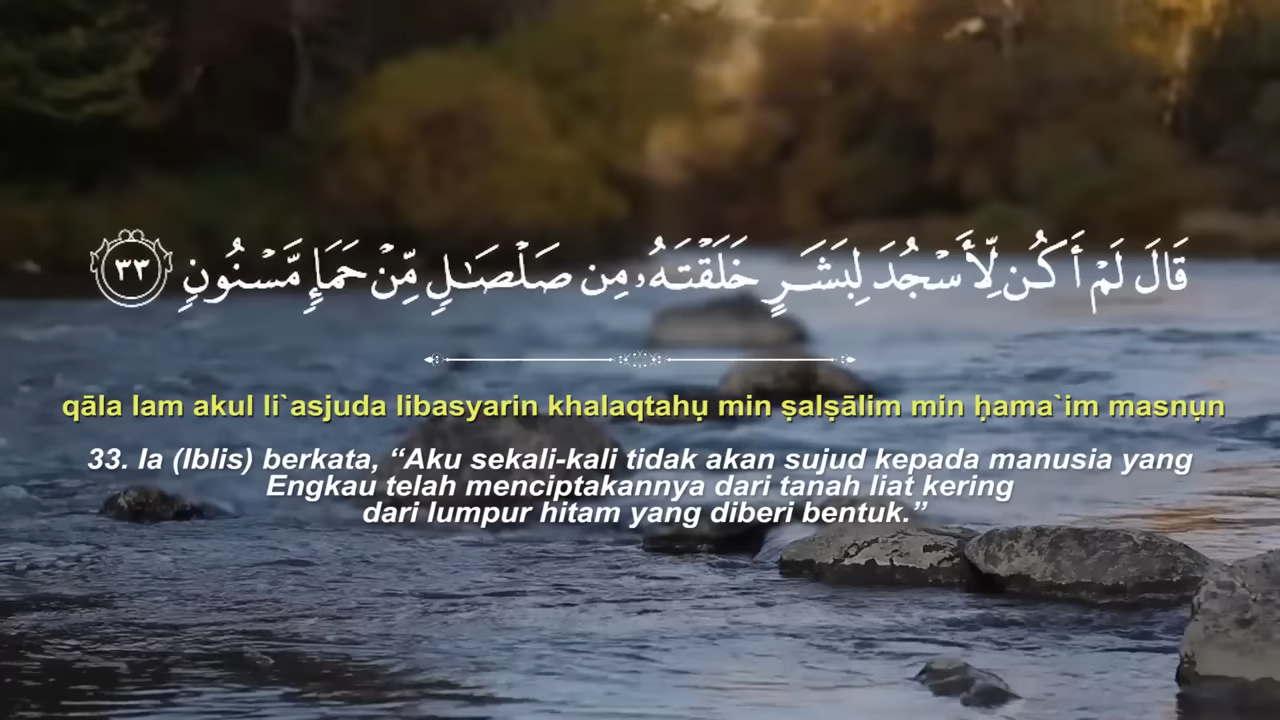 قَالَ لَمْ أَكُن لِّأَسْجُدَ لِبَشَرٍ خَلَقْتَهُۥ مِن صَلْصَـٰلٍ مِّنْ حَمَإٍ مَّسْنُونٍ ٣٣
qāla lam akul li`asjuda libasyarin khalaqtahụ min ṣalṣālim min ḥama`im masnụn
33. Ia (Iblis) berkata, “Aku sekali-kali tidak akan sujud kepada manusia yang
Engkau telah menciptakannya dari tanah liat kering
dari lumpur hitam yang diberi bentuk.”